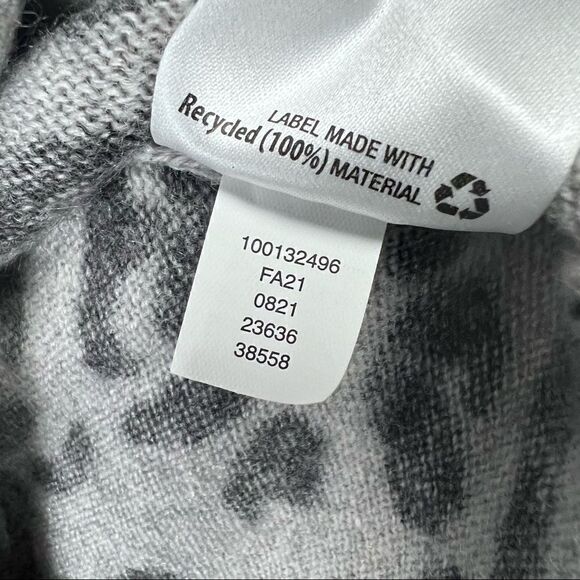 LABEL MADE WITH
Recycled (100%) MATERIAL
100132496
FA21
0821
23636
38558